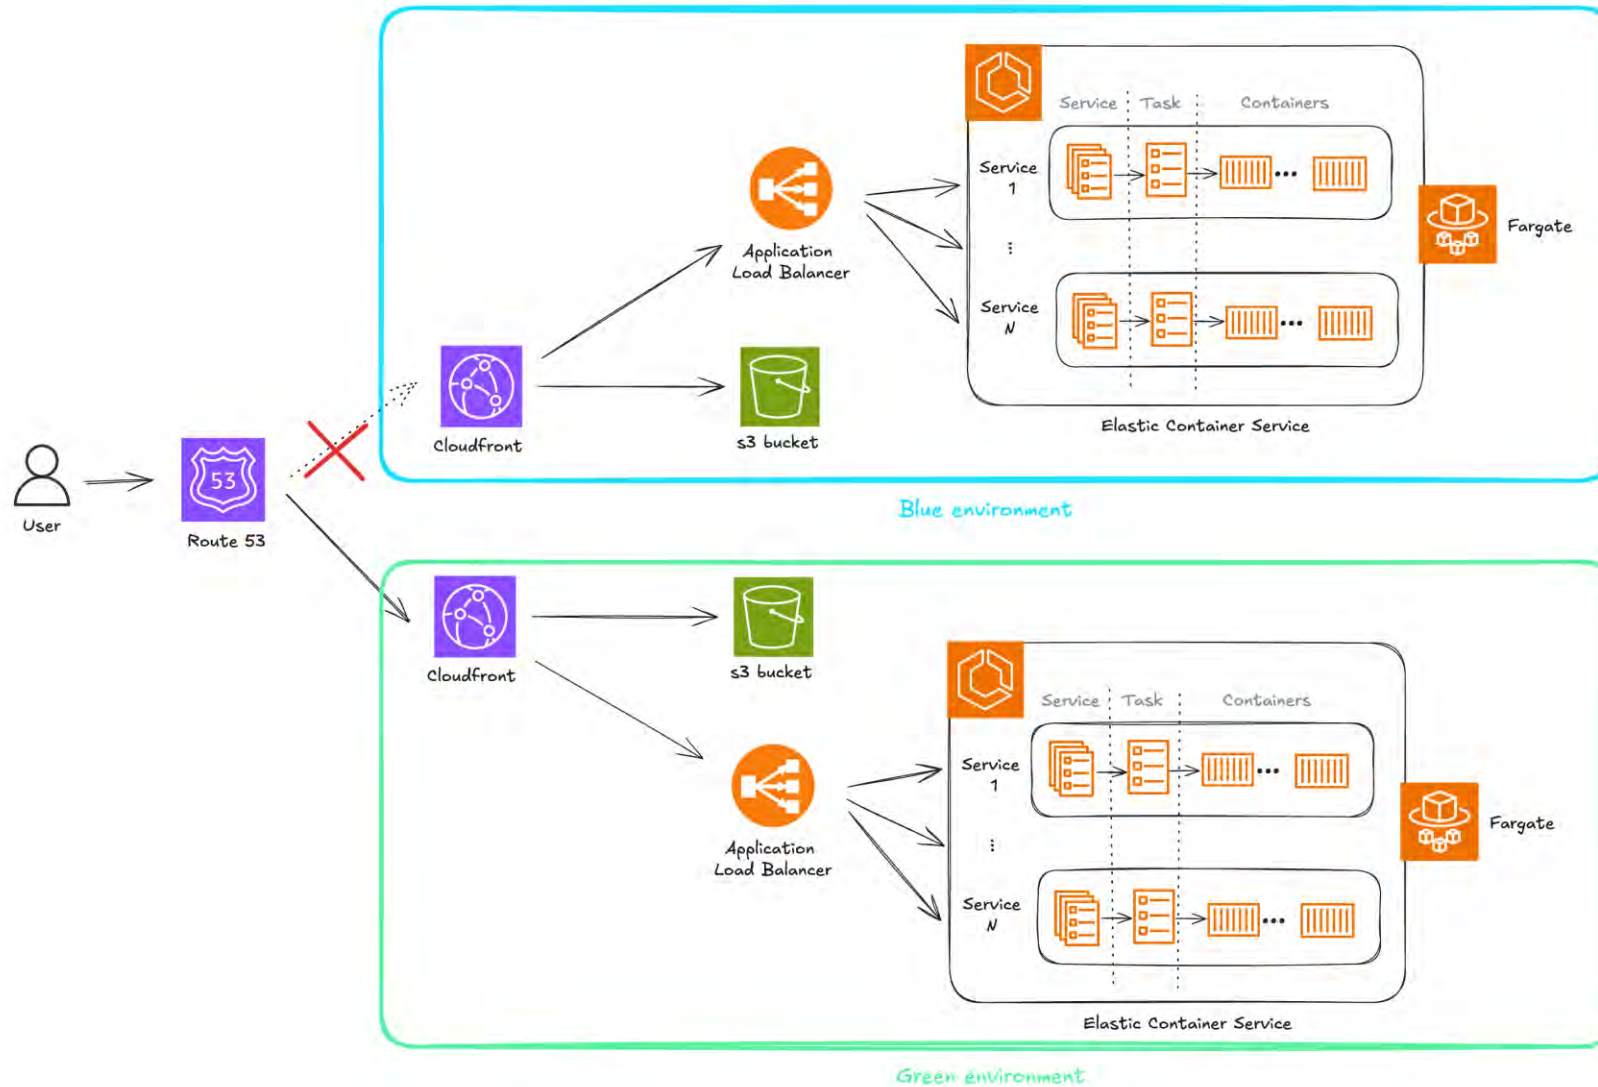 Service
Task
Containers
Service
1
Application
Load Balancer
⋮
Fargate
Service
N
Cloudfront
s3 bucket
Elastic Container Service
53
User
Route 53
Blue environment
Cloudfront
s3 bucket
Service
Task
Containers
Service
1
Application
Load Balancer
⋮
Fargate
Service
N
Elastic Container Service
Green environment